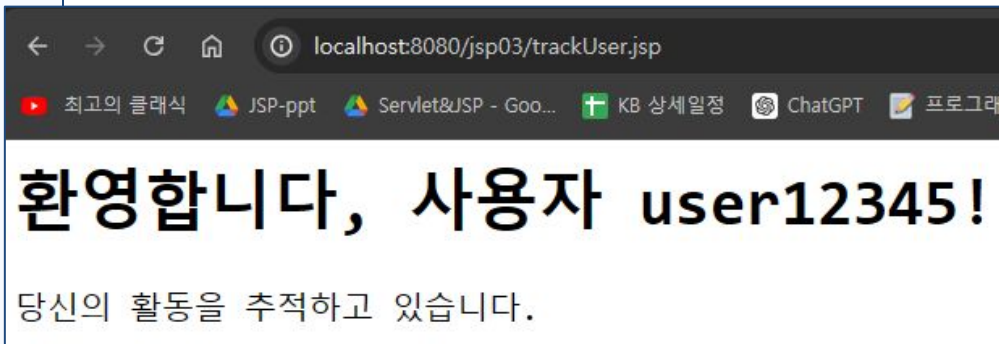 localhost:8080/jsp03/trackUser.jsp
최고의 클래식 JSP-ppt Servlet&JSP - Goo... KB 상세일정 ChatGPT 프로그래
환영합니다, 사용자 user12345!
당신의 활동을 추적하고 있습니다.